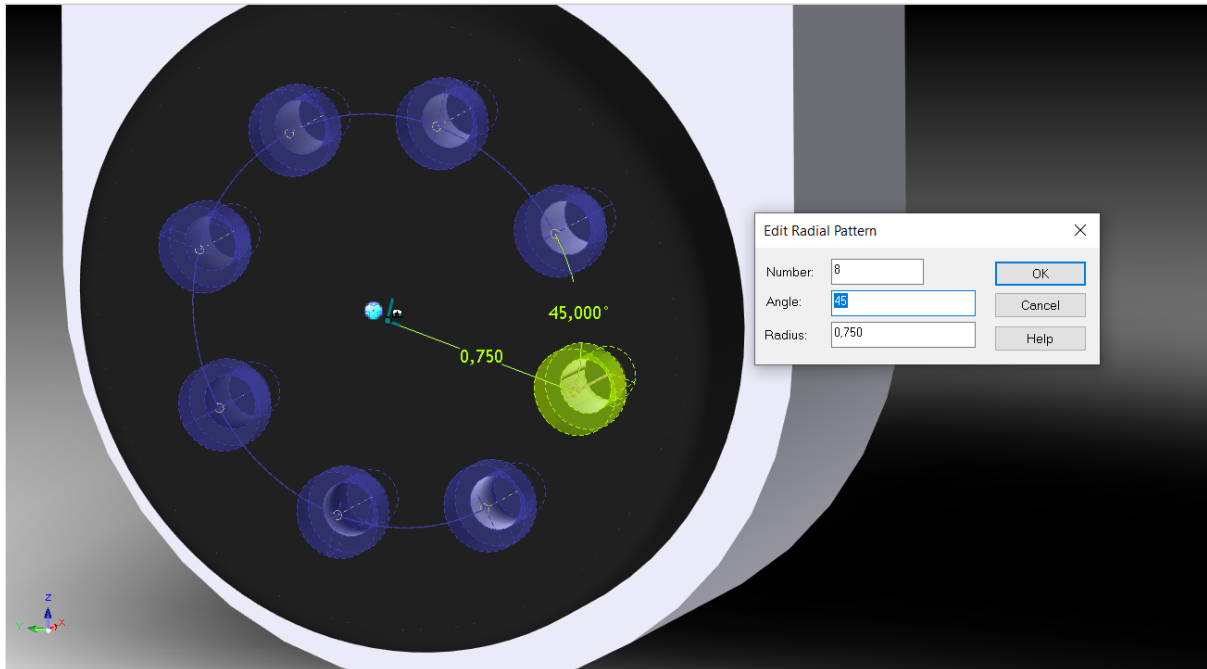 Edit Radial Pattern
Number: 8
OK
Angle: 45
Cancel
Radius: 0,750
Help
45,000°
0,750
Z
Y
X